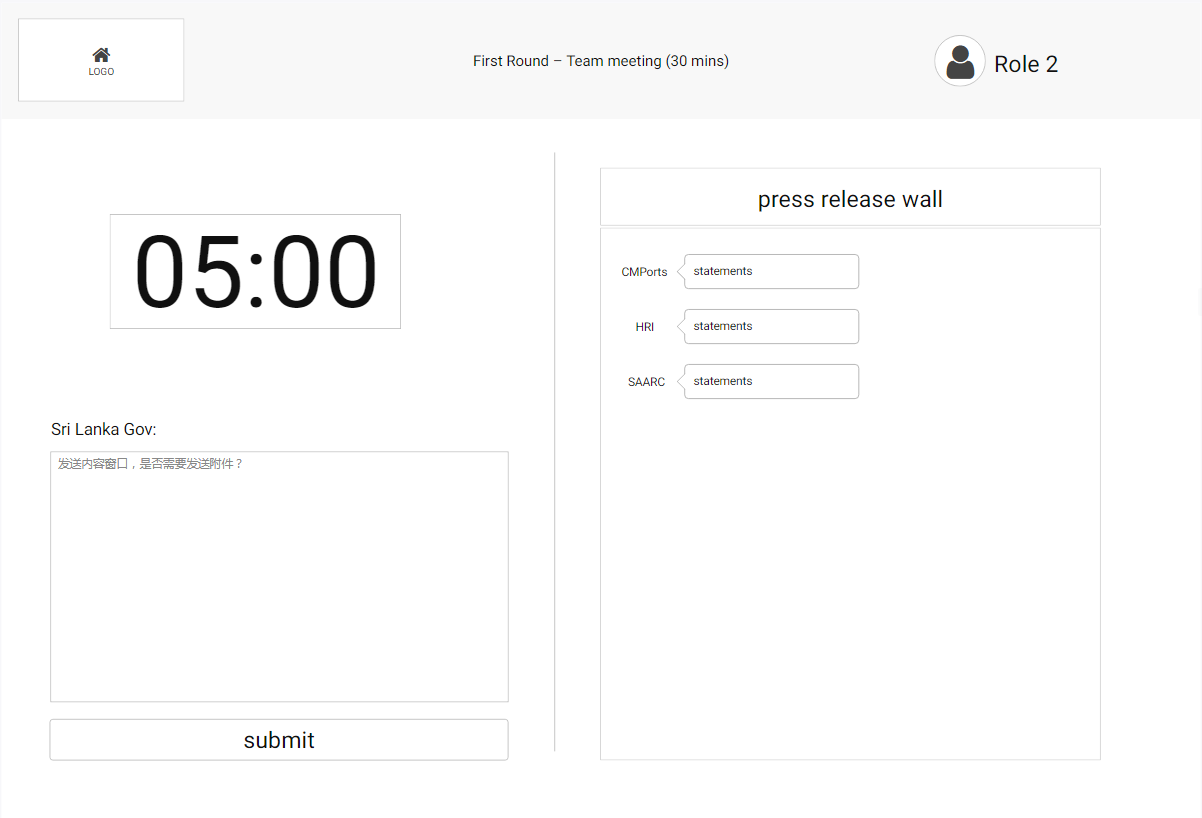 LOGO
First Round – Team meeting (30 mins)
Role 2
05:00
Sri Lanka Gov:
发送内容窗口，是否需要发送附件？
submit
press release wall
CMPorts
statements
HRI
statements
SAARC
statements